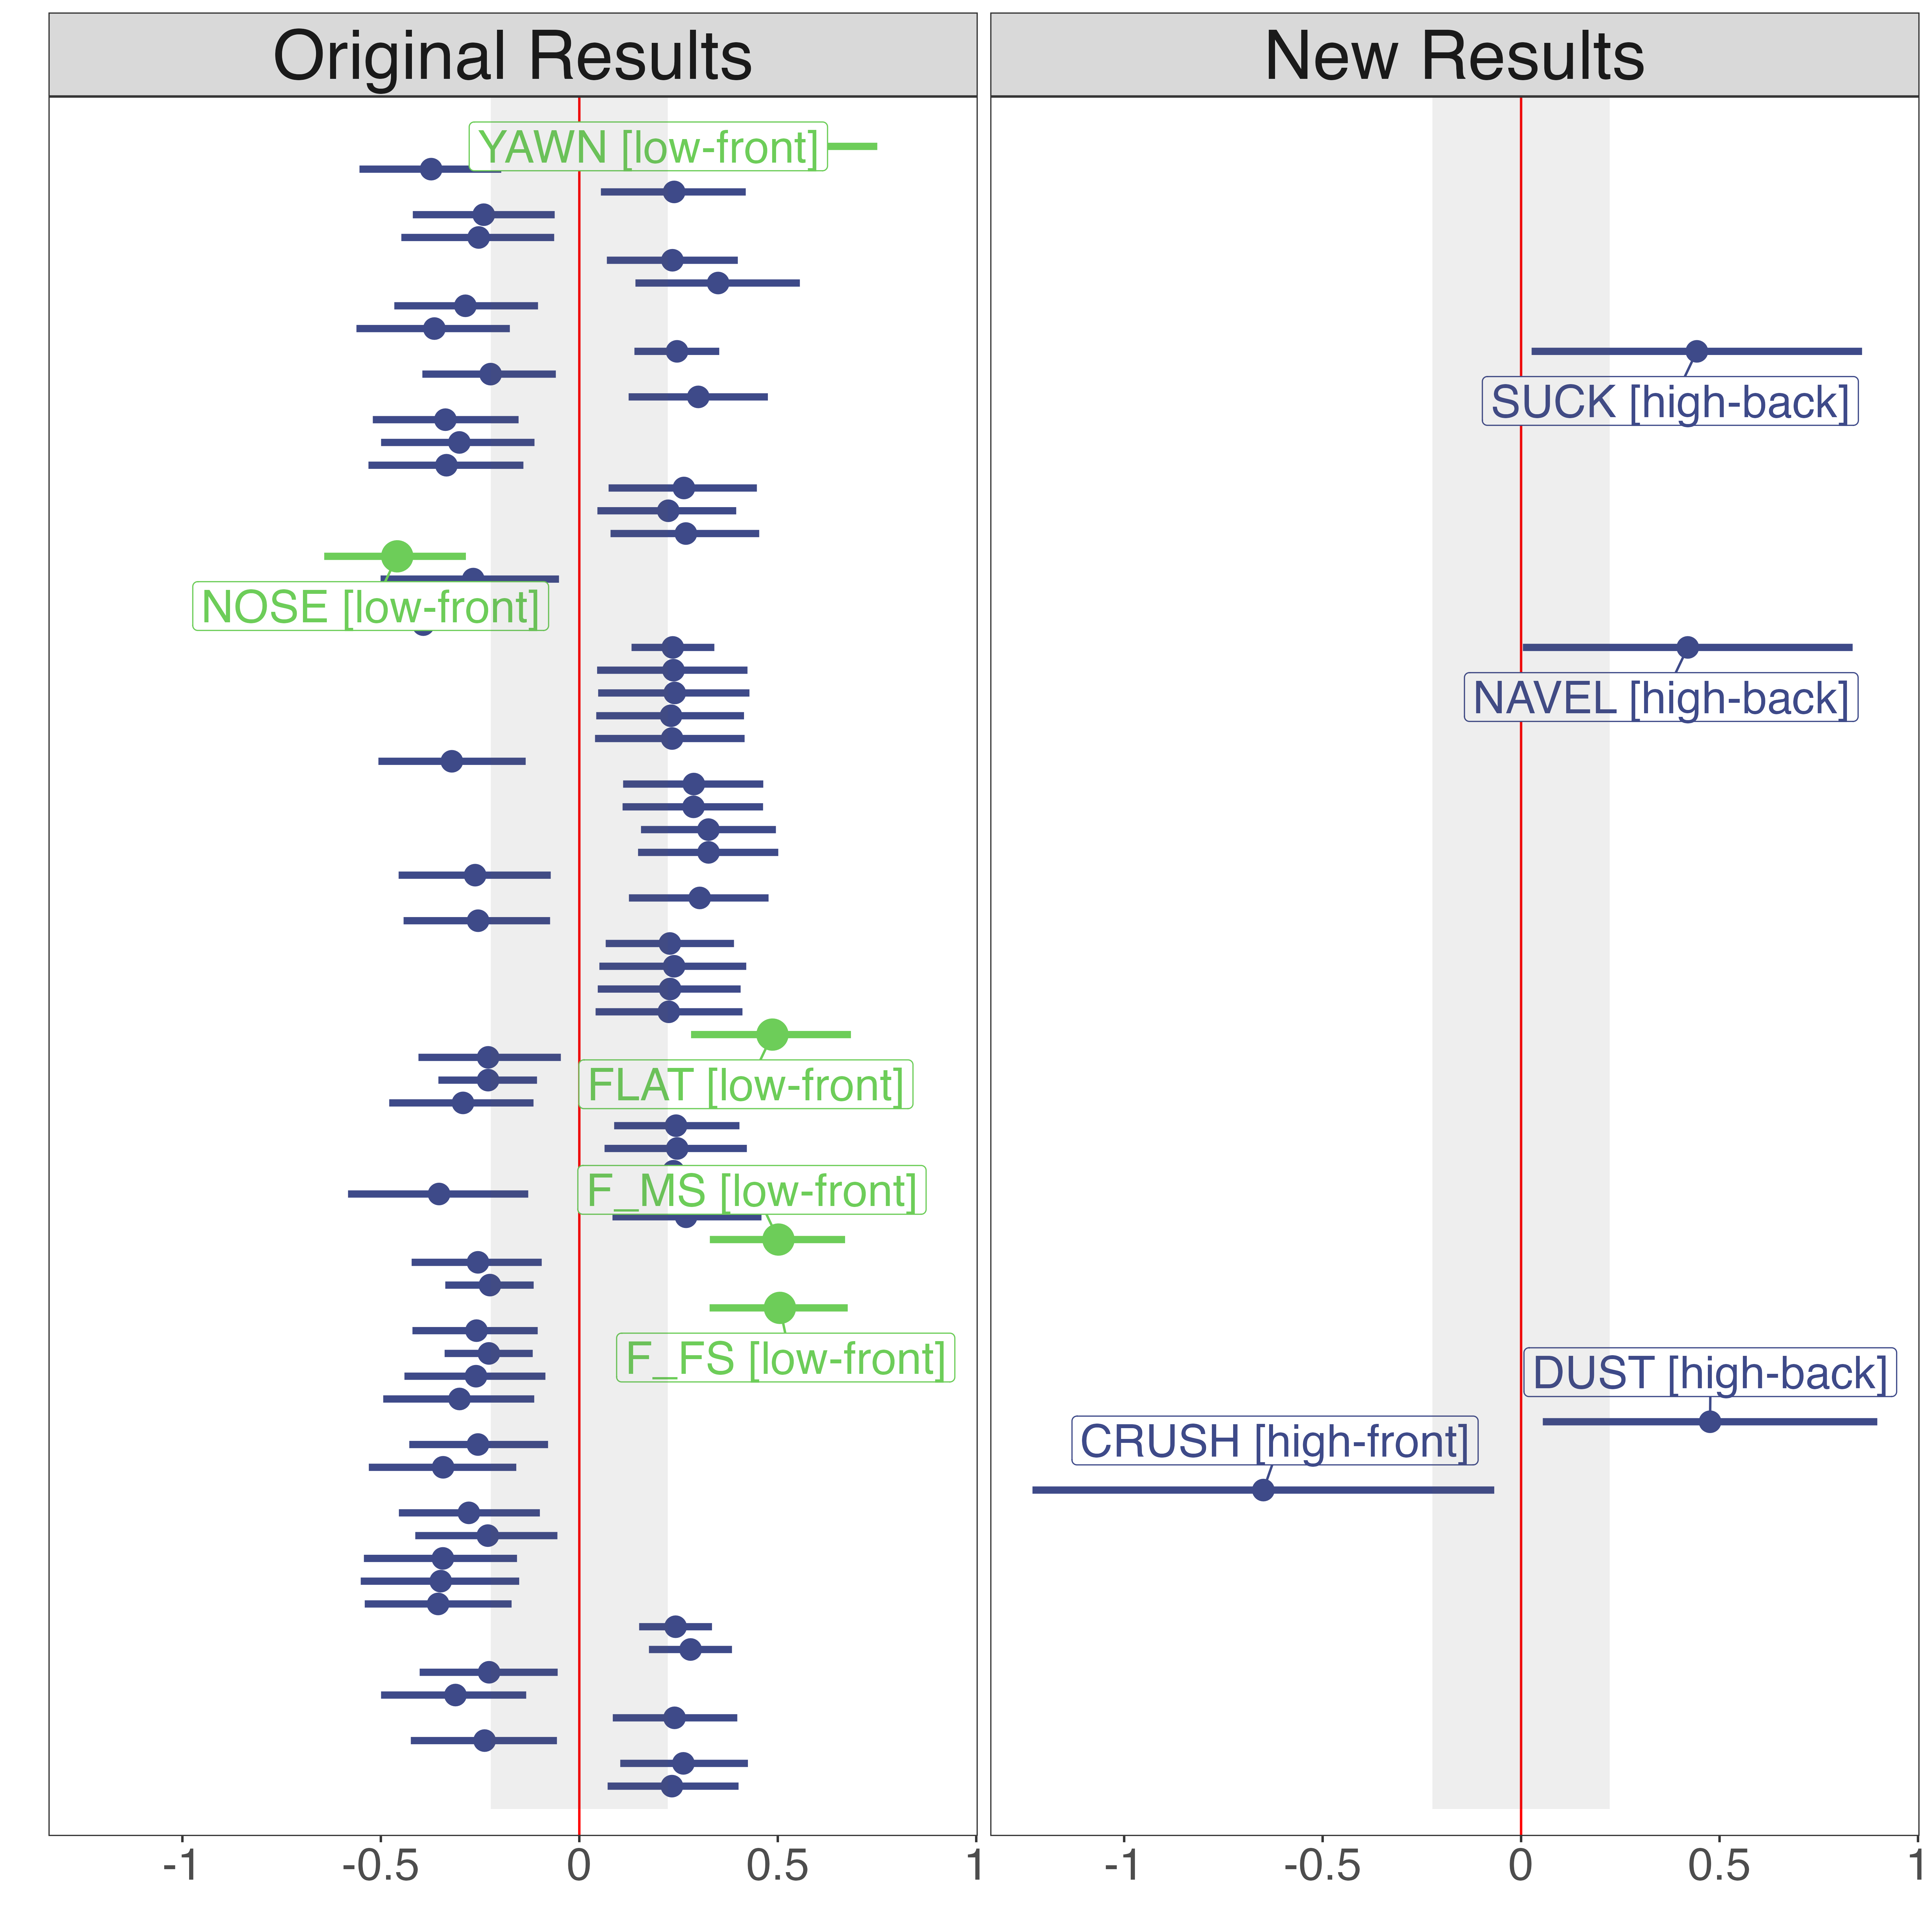 Original Results
New Results
YAWN [low-front]
SUCK [high-back]
NOSE [low-front]
NAVEL [high-back]
FLAT [low-front]
F_MS [low-front]
F_FS [low-front]
DUST [high-back]
CRUSH [high-front]
-1 -0.5 0 0.5 1
-1 -0.5 0 0.5 1